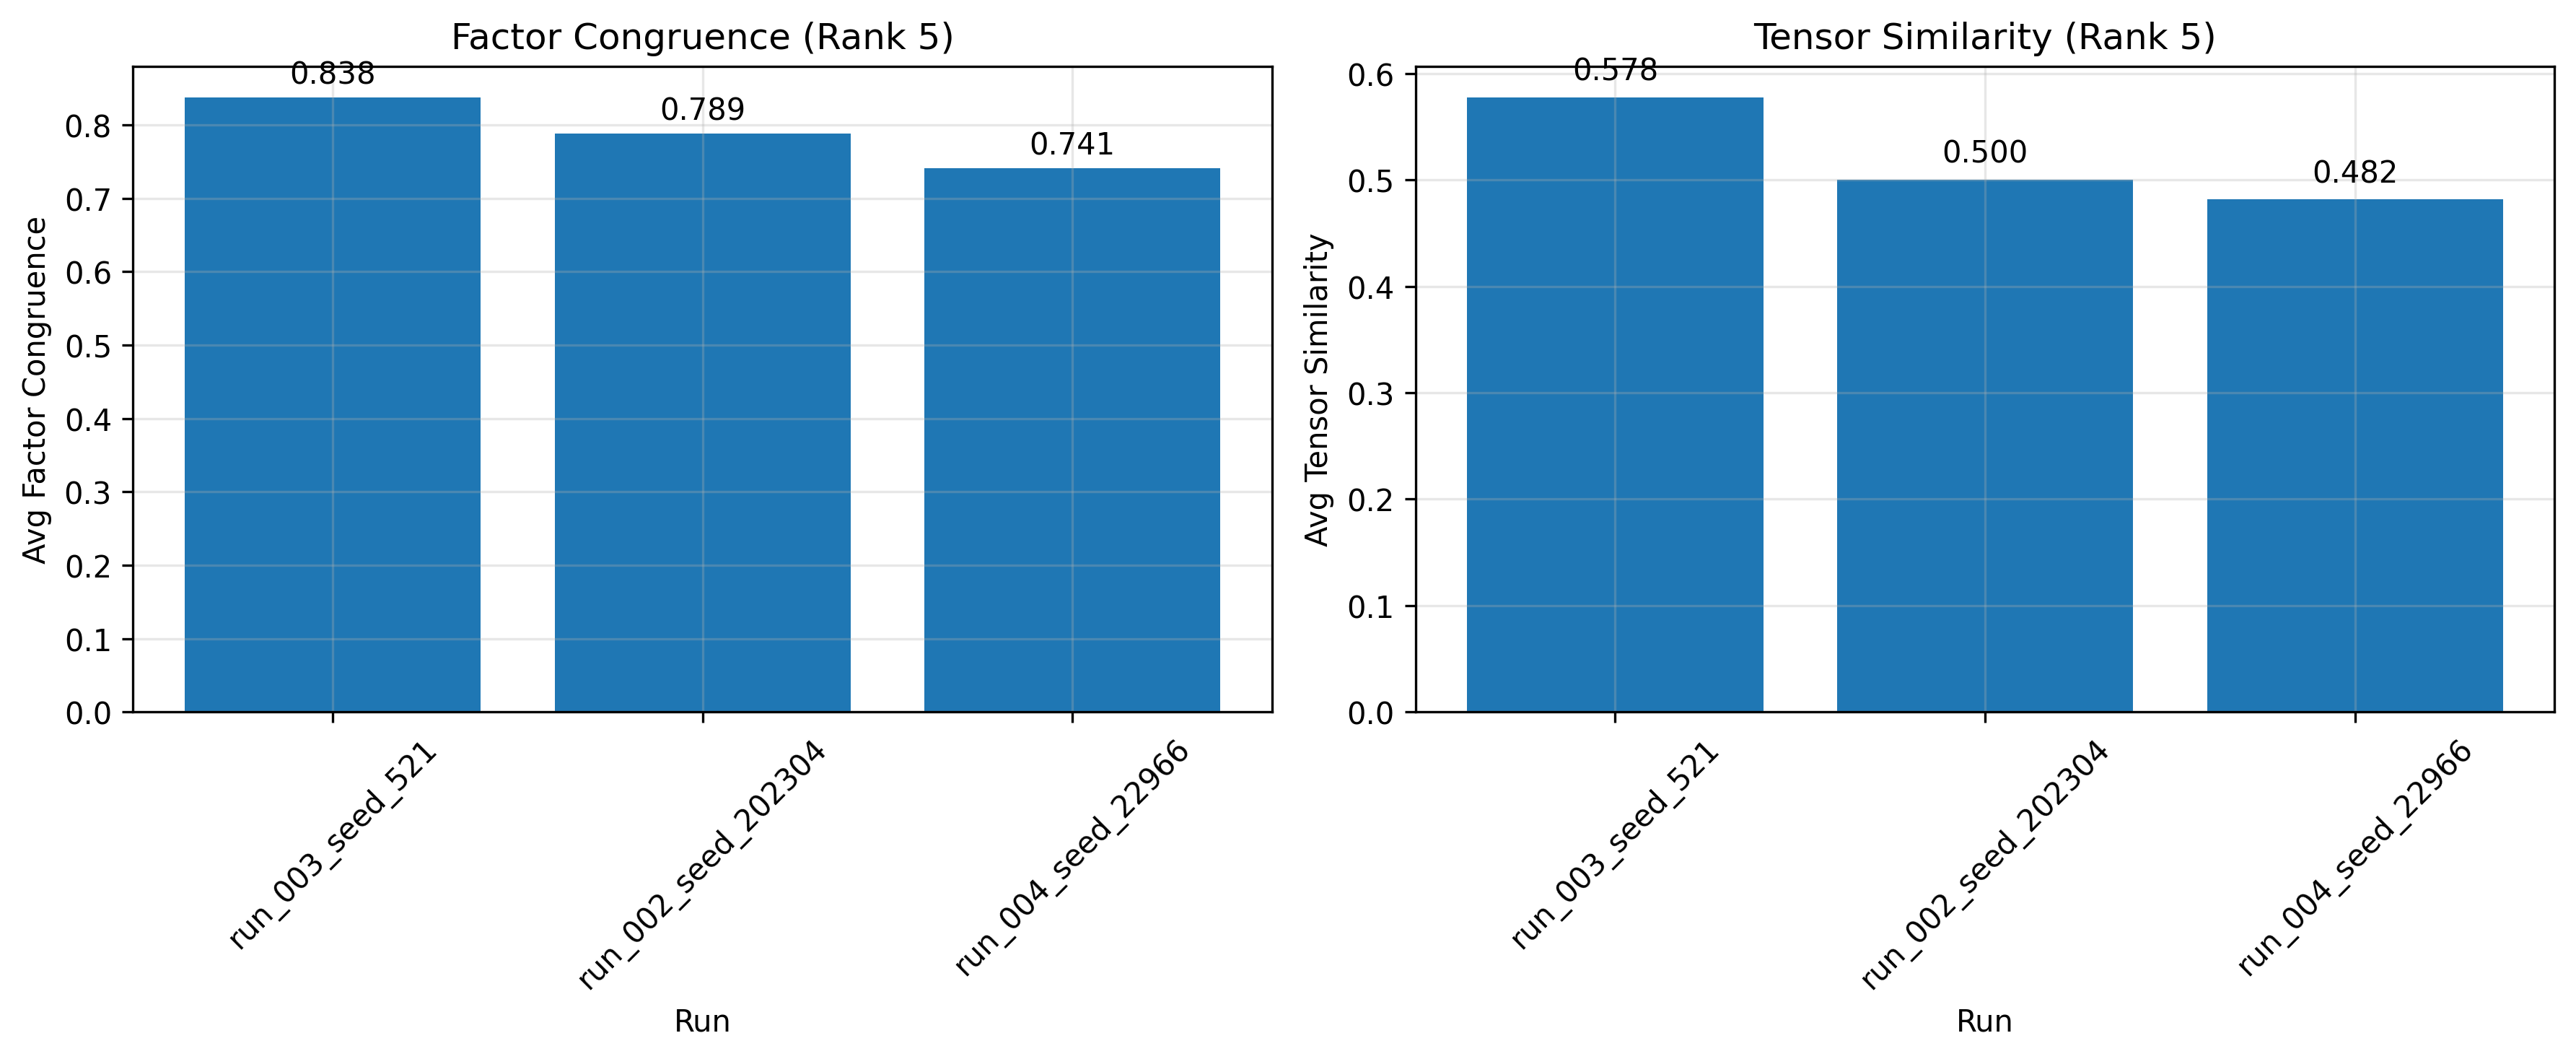 Factor Congruence (Rank 5)
Avg Factor Congruence
0.0
0.1
0.2
0.3
0.4
0.5
0.6
0.7
0.8
0.838
0.789
0.741
run_003_seed_521
run_002_seed_202304
run_004_seed_22966
Run
Tensor Similarity (Rank 5)
Avg Tensor Similarity
0.0
0.1
0.2
0.3
0.4
0.5
0.6
0.578
0.500
0.482
run_003_seed_521
run_002_seed_202304
run_004_seed_22966
Run